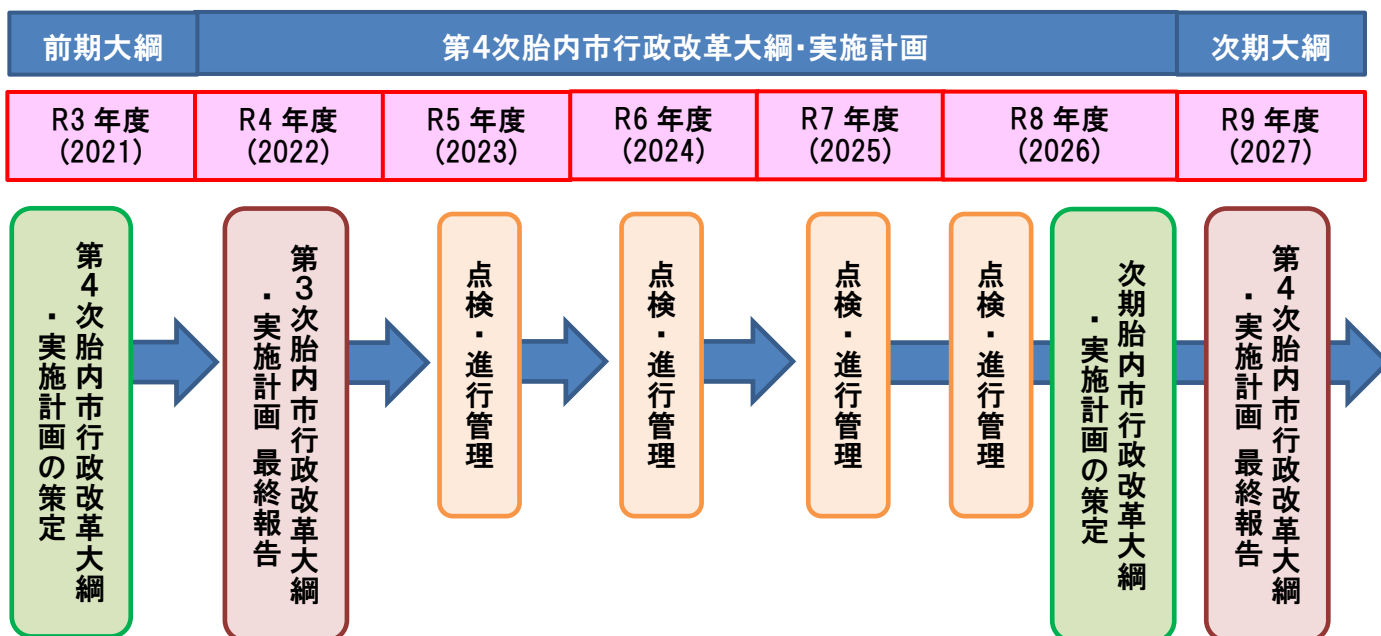 前期大綱
第4次胎内市行政改革大綱・実施計画
次期大綱
R3 年度
(2021)
R4 年度
(2022)
R5 年度
(2023)
R6 年度
(2024)
R7 年度
(2025)
R8 年度
(2026)
R9 年度
(2027)
第4次胎内市行政改革大綱
・実施計画の策定
第3次胎内市行政改革大綱
・実施計画 最終報告
点検・進行管理
点検・進行管理
点検・進行管理
点検・進行管理
次期胎内市行政改革大綱
・実施計画の策定
第4次胎内市行政改革大綱
・実施計画 最終報告